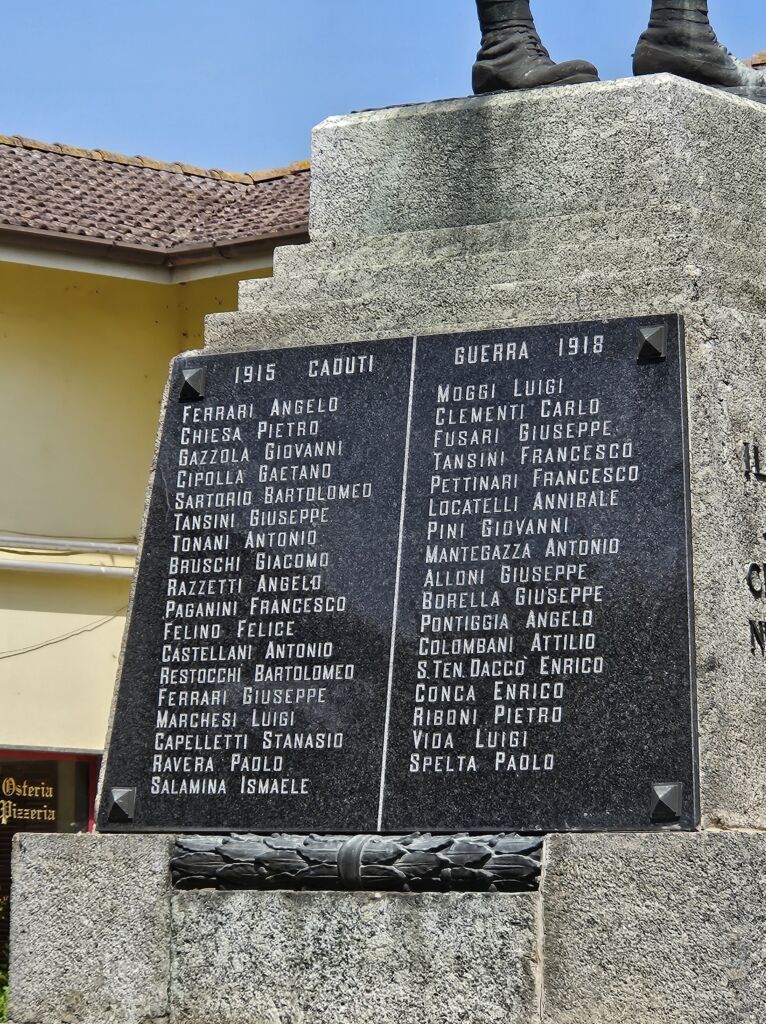 1915 CADUTI
FERRARI ANGELO
CHIESA PIETRO
GAZZOLA GIOVANNI
CIPOLLA GAETANO
SARTORIO BARTOLOMEO
TANSINI GIUSEPPE
TONANI ANTONIO
BRUSCHI GIACOMO
RAZZETTI ANGELO
PAGANINI FRANCESCO
FELINO FELICE
CASTELLANI ANTONIO
RESTOCCHI BARTOLOMEO
FERRARI GIUSEPPE
MARCHESI LUIGI
CAPELLETTI STANASIO
RAVERA PAOLO
SALAMINA ISMAELE
GUERRA 1918
MOGGI LUIGI
CLEMENTI CARLO
FUSARI GIUSEPPE
TANSINI FRANCESCO
PETTINARI FRANCESCO
LOCATELLI ANNIBALE
PINI GIOVANNI
MANTEGAZZA ANTONIO
ALLONI GIUSEPPE
BORELLA GIUSEPPE
PONTIGGIA ANGELO
COLOMBANI ATTILIO
S.TEN.DACCO' ENRICO
CONCA ENRICO
RIBONI PIETRO
VIDA LUIGI
SPELTA PAOLO
Osteria
Pizzeria